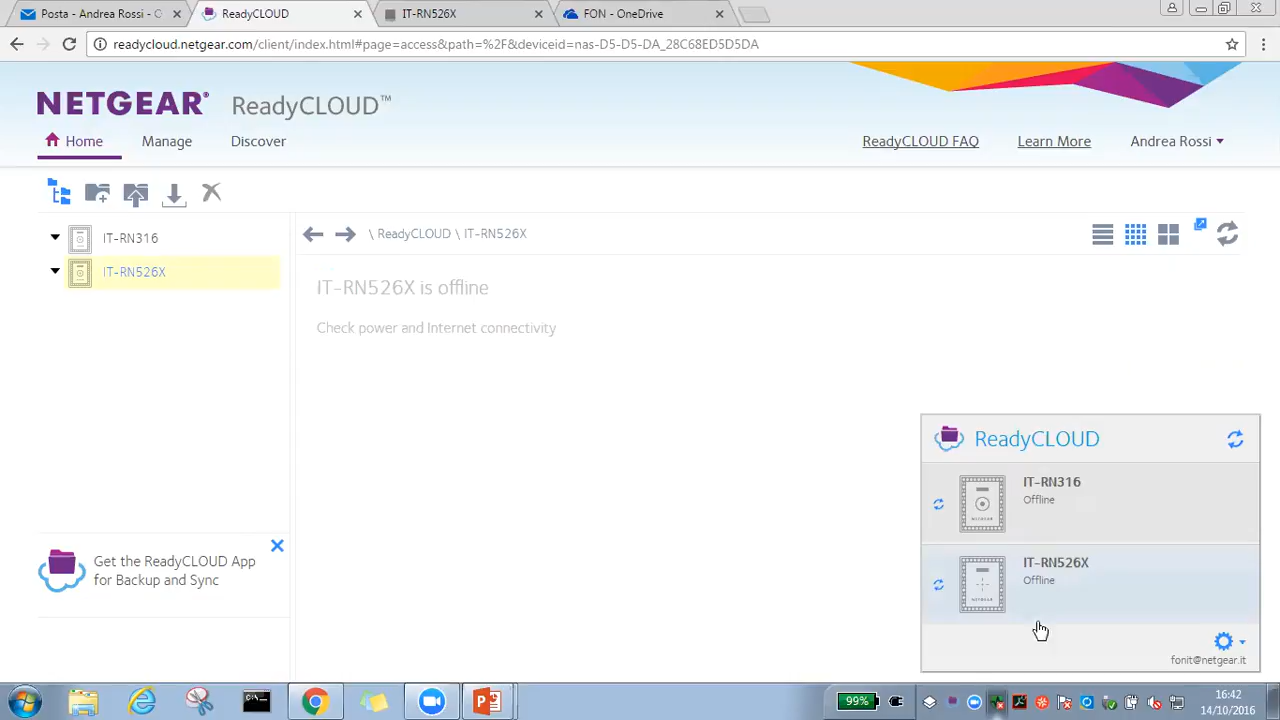 Posta - Andrea Rossi - O
ReadyCLOUD
IT-RN526X
FON - OneDrive
readycloud.netgear.com/client/index.html#page=access&path=%2F&deviceid=nas-D5-D5-DA_28C68ED5D5DA
NETGEAR® ReadyCLOUD™
Home
Manage
Discover
ReadyCLOUD FAQ
Learn More
Andrea Rossi
IT-RN316
IT-RN526X
\ ReadyCLOUD \ IT-RN526X
IT-RN526X is offline
Check power and Internet connectivity
Get the ReadyCLOUD App
for Backup and Sync
ReadyCLOUD
IT-RN316
Offline
NETGEAR
IT-RN526X
Offline
NETGEAR
fonit@netgear.it
99%
16:42
14/10/2016